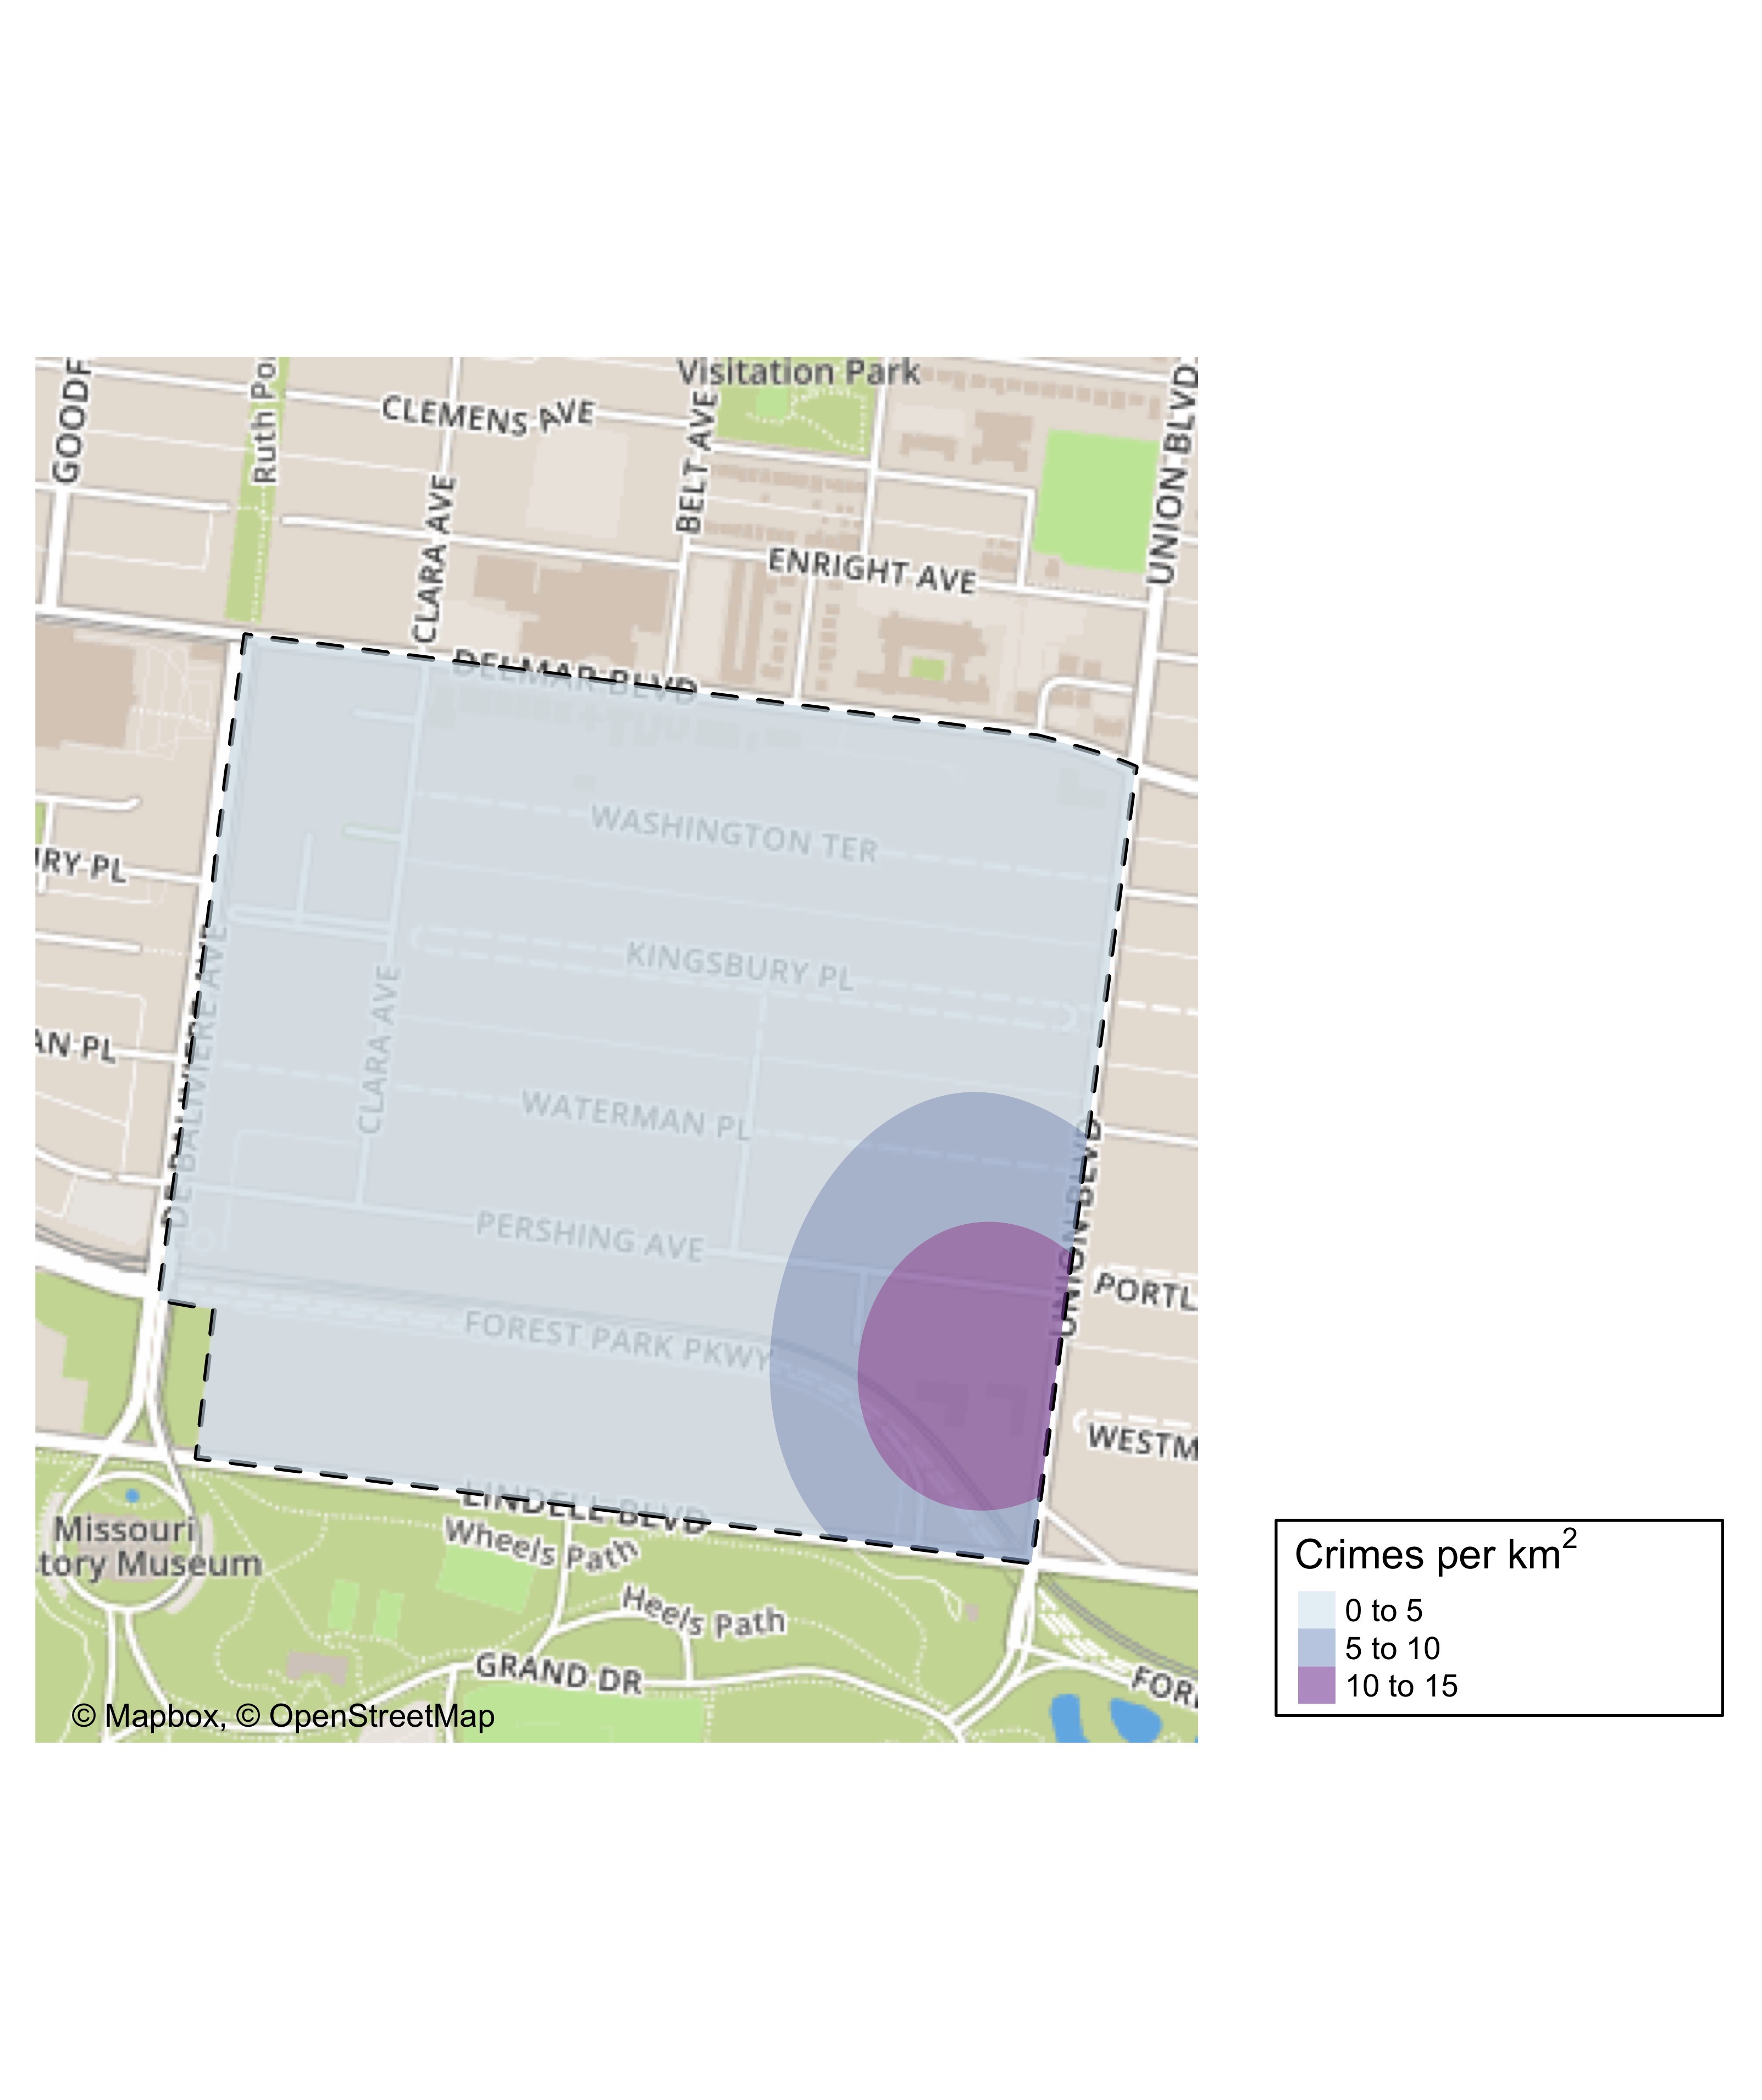 Visitation Park
GOODF
Ruth Po
CLEMENS AVE
BELT AVE
UNION BLVD
CLARA AVE
ENRIGHT AVE
DELMAR BLVD
WASHINGTON TER
RY PL
KINGSBURY PL
DE BALIVIERE AVE
CLARA AVE
AN PL
WATERMAN PL
UNION BLVD
PERSHING AVE
PORTL
FOREST PARK PKWY
WESTM
LINDELL BLVD
Missouri
tory Museum
Wheels Path
Heels Path
GRAND DR
FOR
© Mapbox, © OpenStreetMap
Crimes per km²
0 to 5
5 to 10
10 to 15